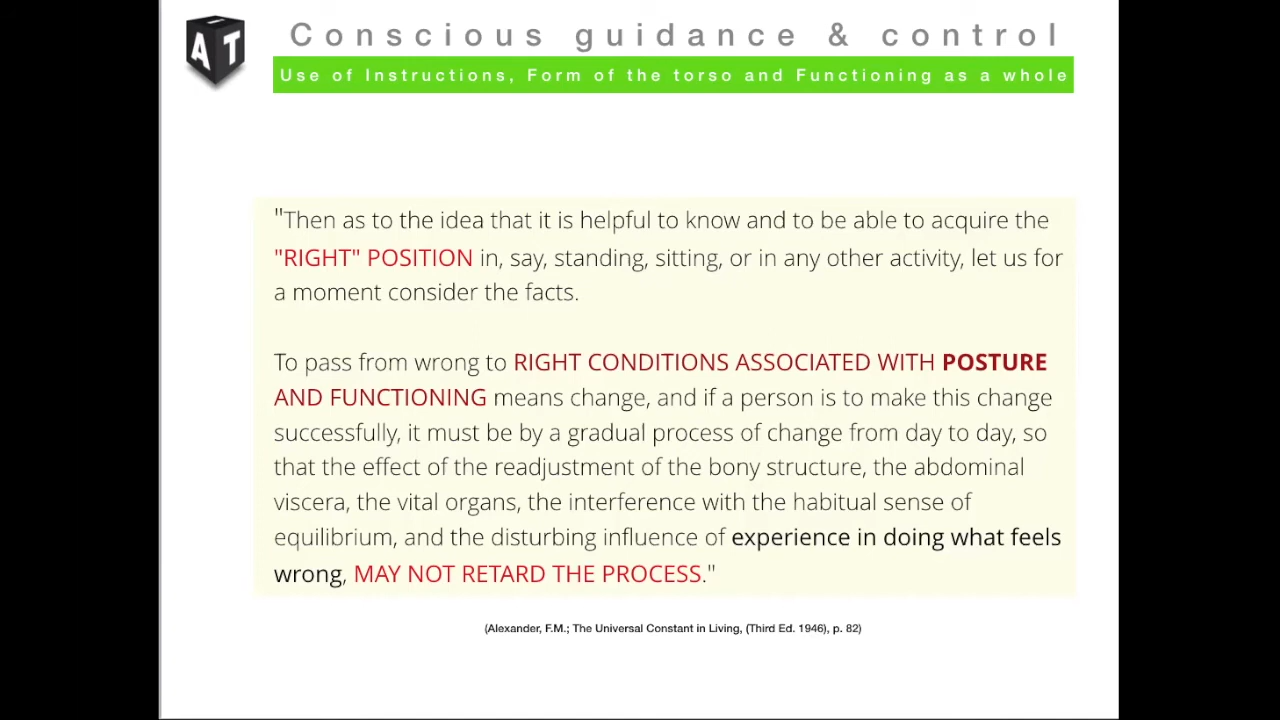 AT
Conscious guidance & control
Use of Instructions, Form of the torso and Functioning as a whole
"Then as to the idea that it is helpful to know and to be able to acquire the
"RIGHT" POSITION in, say, standing, sitting, or in any other activity, let us for
a moment consider the facts.
To pass from wrong to RIGHT CONDITIONS ASSOCIATED WITH POSTURE
AND FUNCTIONING means change, and if a person is to make this change
successfully, it must be by a gradual process of change from day to day, so
that the effect of the readjustment of the bony structure, the abdominal
viscera, the vital organs, the interference with the habitual sense of
equilibrium, and the disturbing influence of experience in doing what feels
wrong, MAY NOT RETARD THE PROCESS."
(Alexander, F.M.; The Universal Constant in Living, (Third Ed. 1946), p. 82)